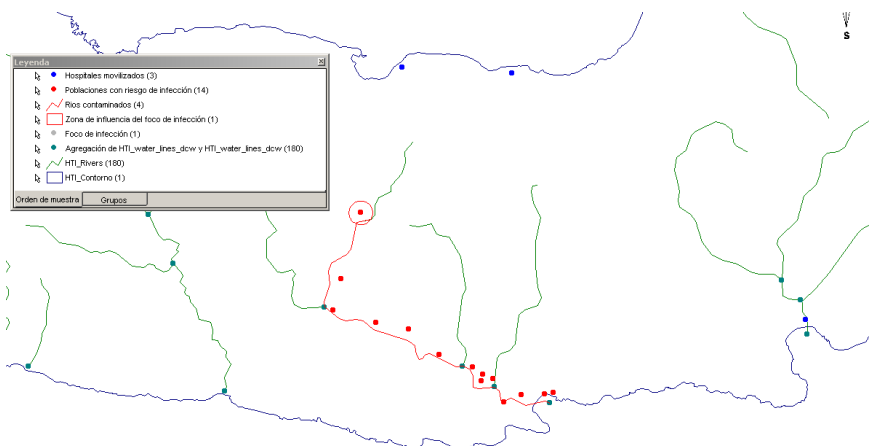 S
Leyenda
Hospitales movilizados (3)
Poblaciones con riesgo de infección (14)
Rios contaminados (4)
Zona de influencia del foco de infección (1)
Foco de infección (1)
Agregación de HTI_water_lines_dcw y HTI_water_lines_dcw (180)
HTI_Rivers (180)
HTI_Contorno (1)
Orden de muestra Grupos